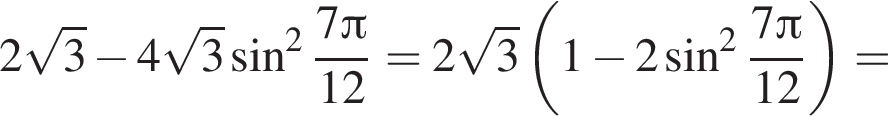 2√3 − 4√3 sin² 7π/12 = 2√3 (1 − 2 sin² 7π/12) =